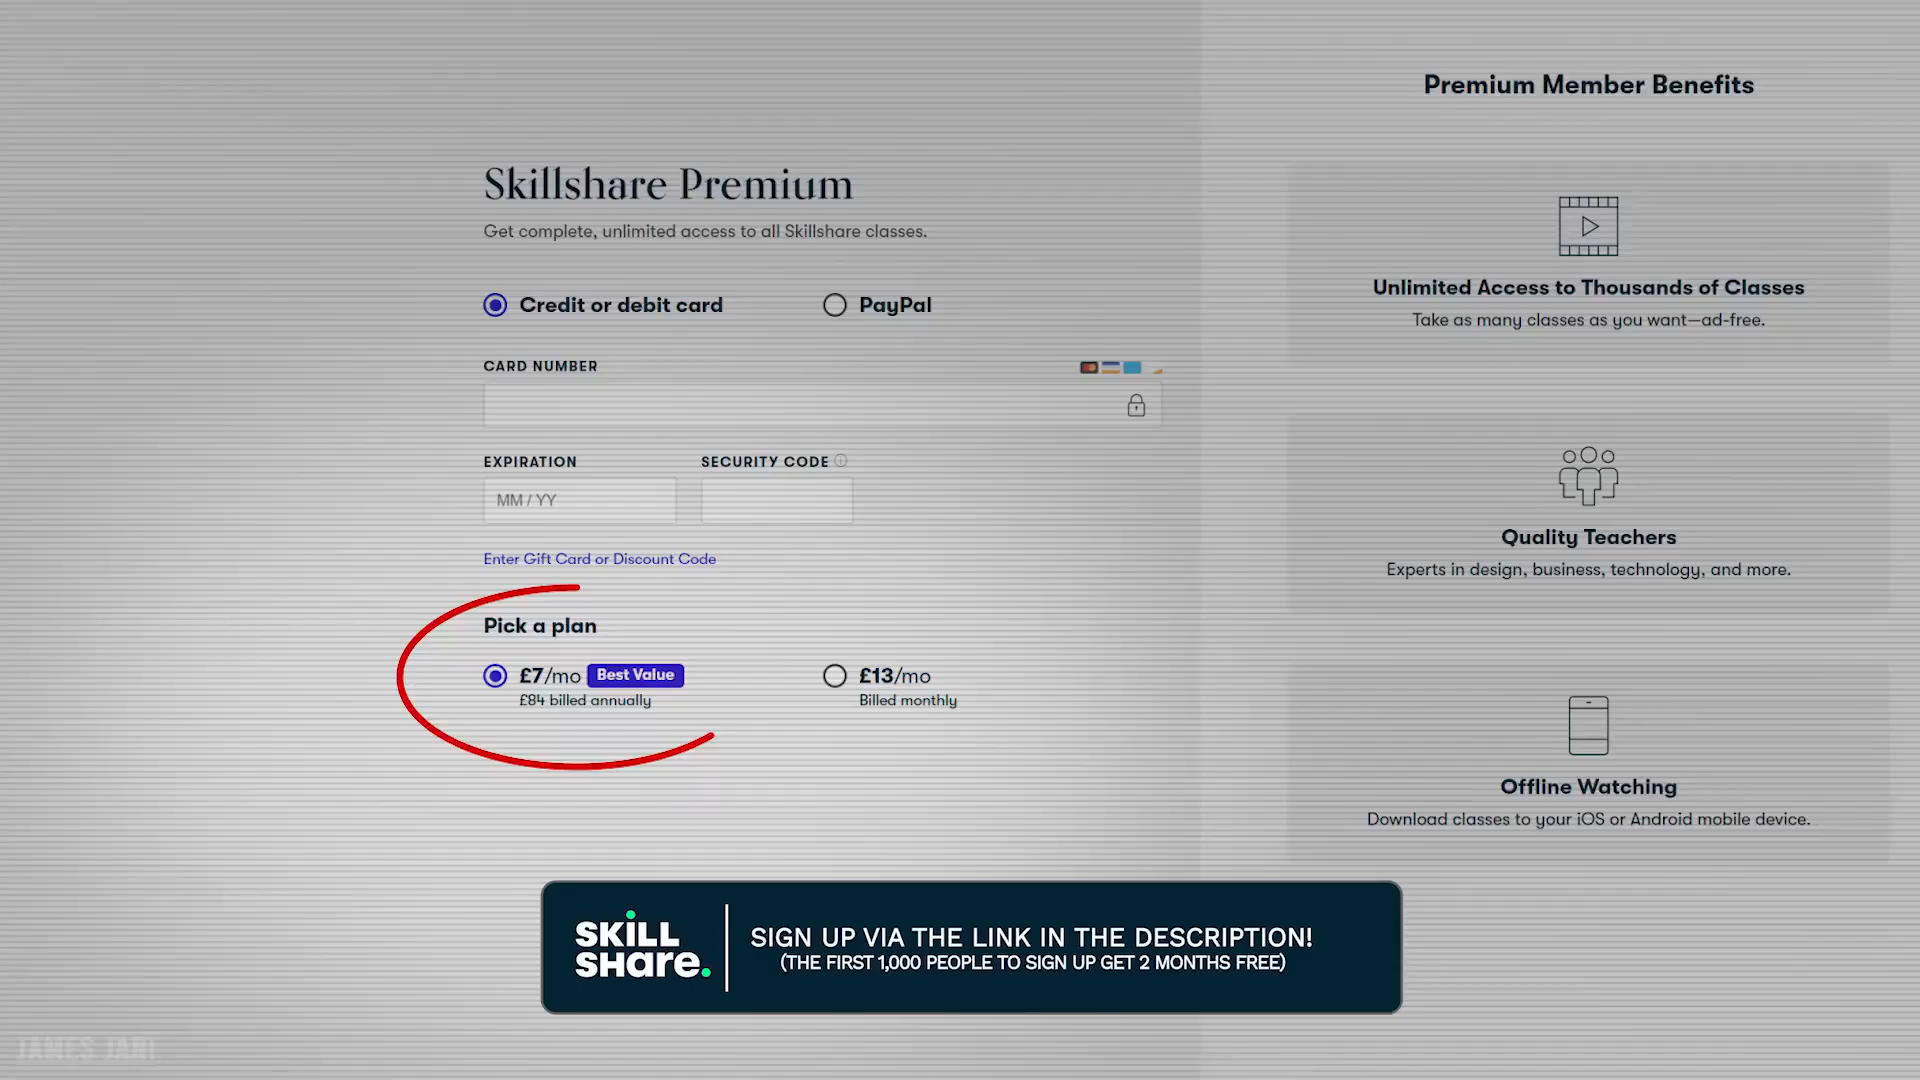 Skillshare Premium
Get complete, unlimited access to all Skillshare classes.
Credit or debit card
PayPal
CARD NUMBER
EXPIRATION
SECURITY CODE
MM / YY
Enter Gift Card or Discount Code
Pick a plan
£7/mo Best Value
£84 billed annually
£13/mo
Billed monthly
Premium Member Benefits
Unlimited Access to Thousands of Classes
Take as many classes as you want—ad-free.
Quality Teachers
Experts in design, business, technology, and more.
Offline Watching
Download classes to your iOS or Android mobile device.
SKiLL
SHare.
SIGN UP VIA THE LINK IN THE DESCRIPTION!
(THE FIRST 1,000 PEOPLE TO SIGN UP GET 2 MONTHS FREE)
JAMES JANI